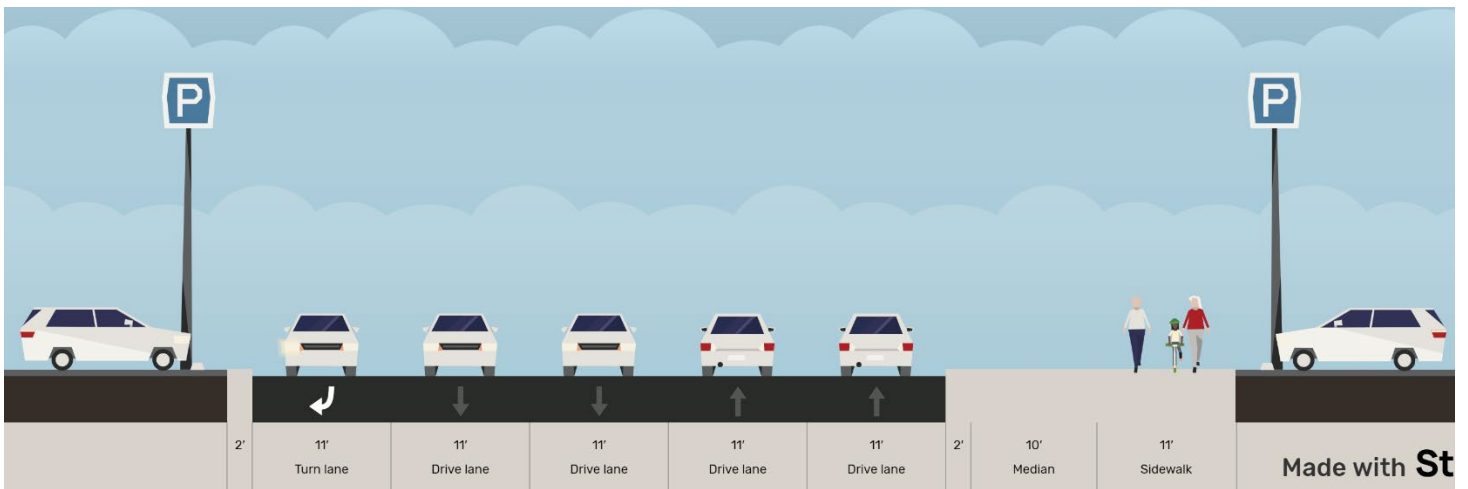 P
P
2′
11′
Turn lane
11′
Drive lane
11′
Drive lane
11′
Drive lane
11′
Drive lane
2′
10′
Median
11′
Sidewalk
Made with St